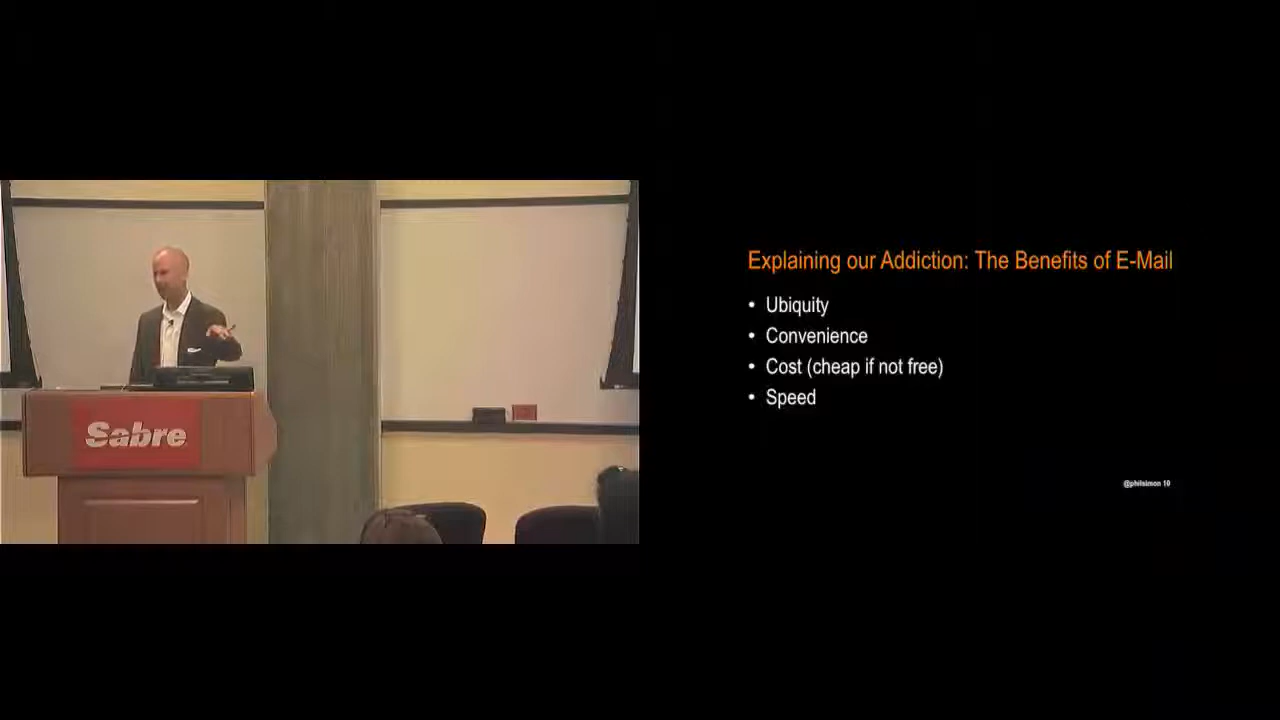 Sabre
Explaining our Addiction: The Benefits of E-Mail
• Ubiquity
• Convenience
• Cost (cheap if not free)
• Speed
@philsimon 10